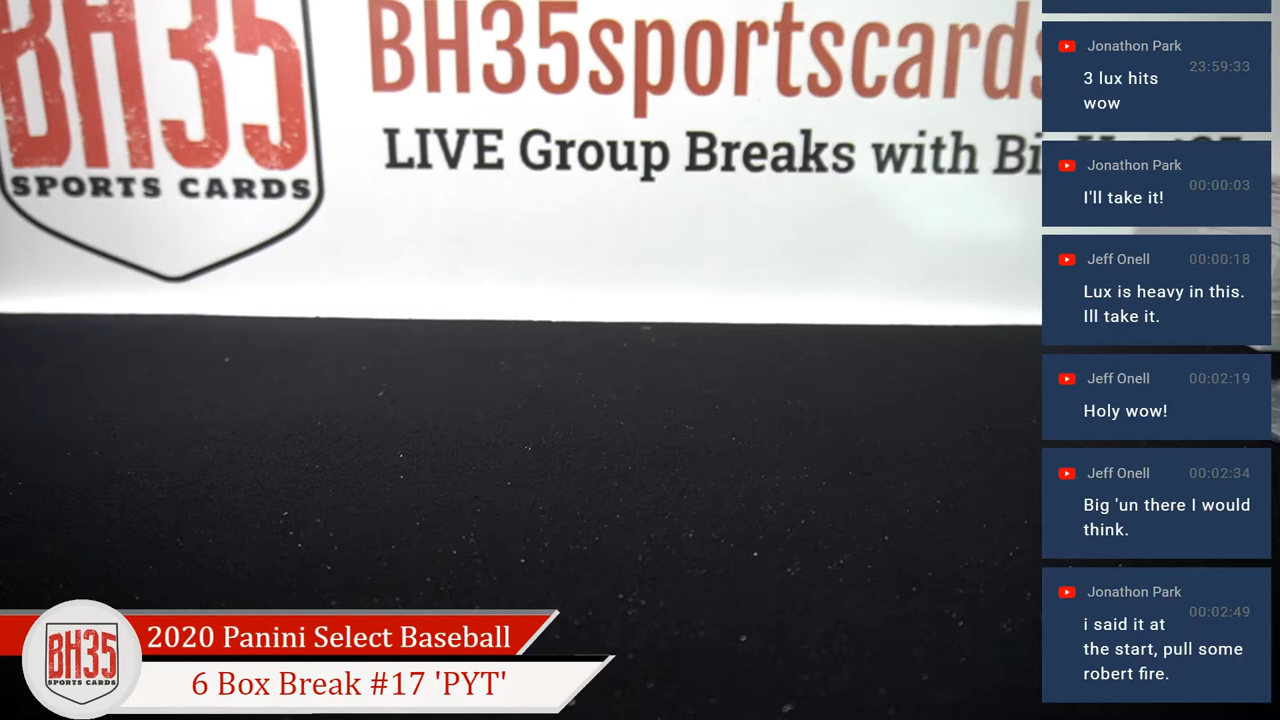 BH35
SPORTS CARDS
BH35sportscards
LIVE Group Breaks with Bi
Jonathon Park
23:59:33
3 lux hits
wow
Jonathon Park
00:00:03
I'll take it!
Jeff Onell 00:00:18
Lux is heavy in this.
Ill take it.
Jeff Onell 00:02:19
Holy wow!
Jeff Onell 00:02:34
Big 'un there I would
think.
Jonathon Park
00:02:49
i said it at
the start, pull some
robert fire.
BH35
SPORTS CARDS
2020 Panini Select Baseball
6 Box Break #17 'PYT'